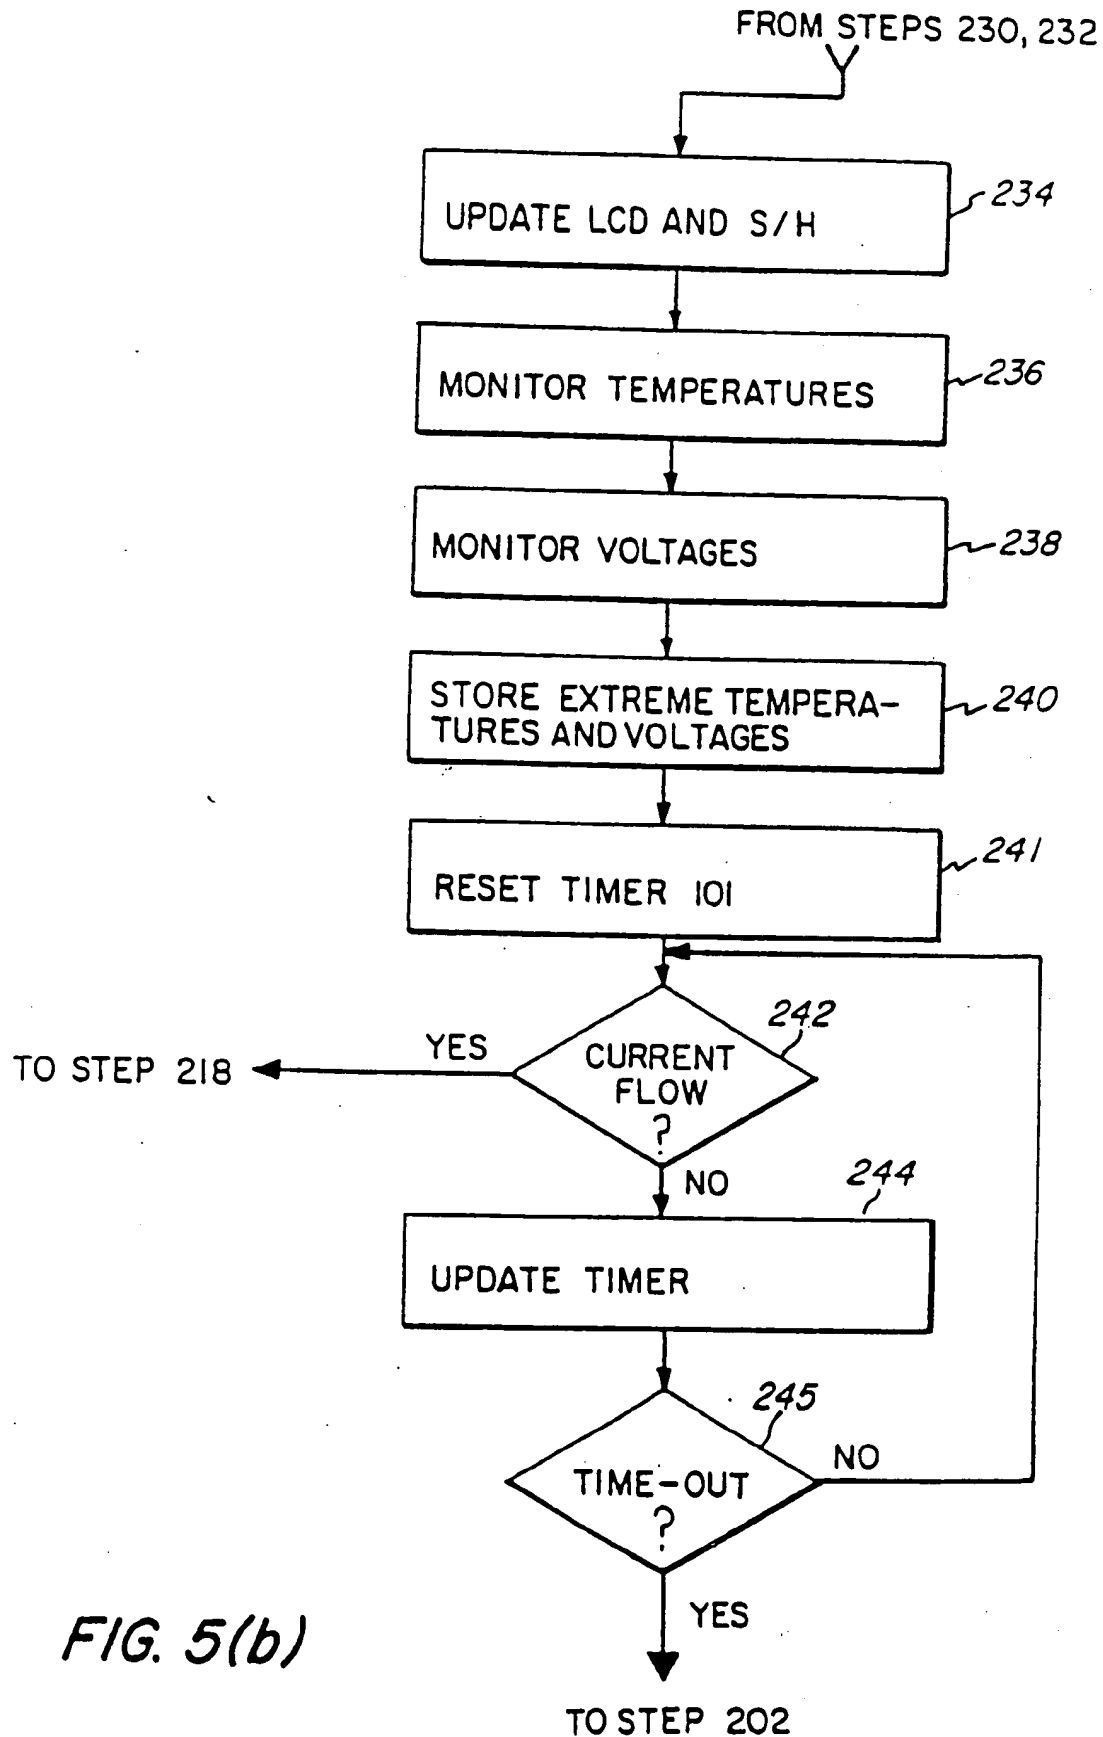 FROM STEPS 230, 232
UPDATE LCD AND S/H
234
MONITOR TEMPERATURES
236
MONITOR VOLTAGES
238
STORE EXTREME TEMPERA-
TURES AND VOLTAGES
240
RESET TIMER 101
241
242
YES
CURRENT
FLOW
?
TO STEP 218
NO
244
UPDATE TIMER
245
NO
TIME-OUT
?
YES
FIG. 5(b)
TO STEP 202